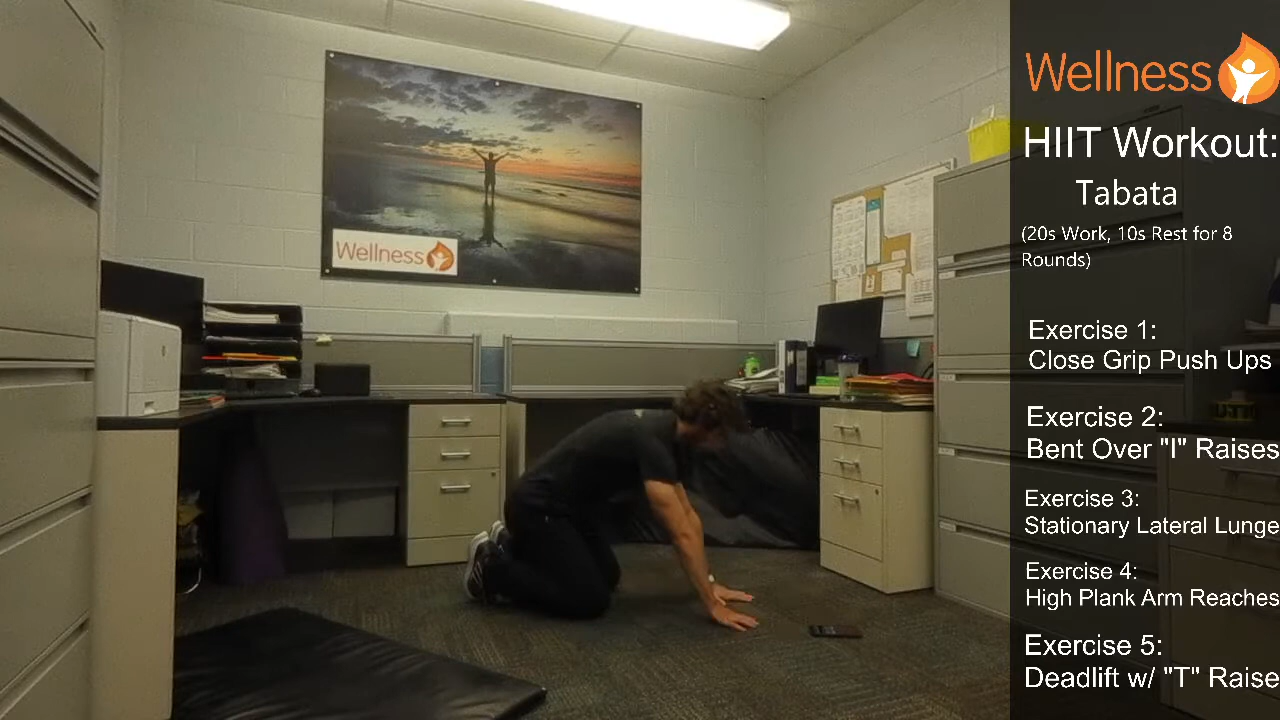 Wellness
HIIT Workout:
Tabata
(20s Work, 10s Rest for 8
Rounds)
Exercise 1:
Close Grip Push Ups
Exercise 2:
Bent Over "I" Raises
Exercise 3:
Stationary Lateral Lunge
Exercise 4:
High Plank Arm Reaches
Exercise 5:
Deadlift w/ "T" Raise
Wellness